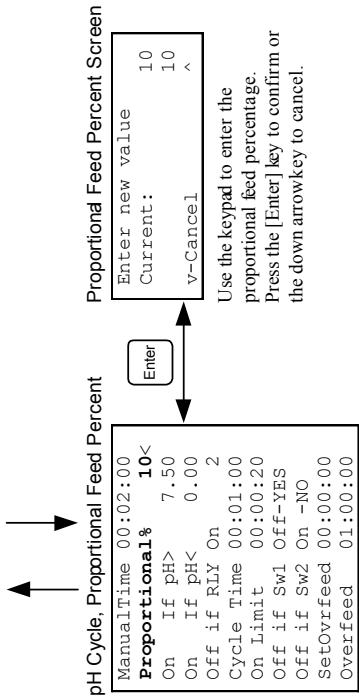 pH Cycle, Proportional Feed Percent
ManualTime 00:02:00
Proportional% 10<
On If pH> 7.50
On If pH< 0.00
Off if RLY On 2
Cycle Time 00:01:00
On Limit 00:00:20
Off if Sw1 Off-YES
Off if Sw2 On -NO
SetOvrfeed 00:00:00
Overfeed 01:00:00
Enter
Proportional Feed Percent Screen
Enter new value
Current: 10
10
v-Cancel ^
Use the keypad to enter the
proportional feed percentage.
Press the [Enter] key to confirm or
the down arrowkey to cancel.